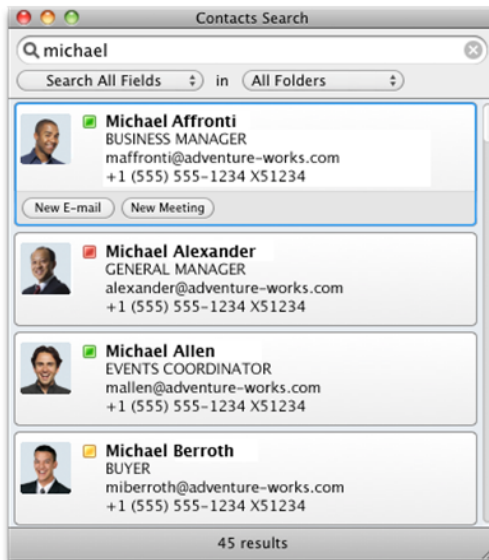 Contacts Search
michael
Search All Fields in All Folders
Michael Affronti
BUSINESS MANAGER
maffronti@adventure-works.com
+1 (555) 555-1234 X51234
New E-mail New Meeting
Michael Alexander
GENERAL MANAGER
alexander@adventure-works.com
+1 (555) 555-1234 X51234
Michael Allen
EVENTS COORDINATOR
mallen@adventure-works.com
+1 (555) 555-1234 X51234
Michael Berroth
BUYER
miberroth@adventure-works.com
+1 (555) 555-1234 X51234
45 results